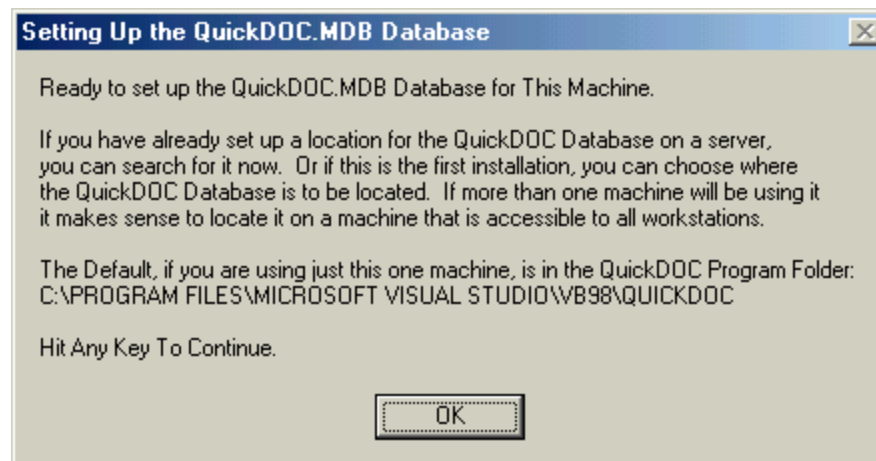 Setting Up the QuickDOC.MDB Database
Ready to set up the QuickDOC.MDB Database for This Machine.
If you have already set up a location for the QuickDOC Database on a server,
you can search for it now.  Or if this is the first installation, you can choose where
the QuickDOC Database is to be located.  If more than one machine will be using it
it makes sense to locate it on a machine that is accessible to all workstations.
The Default, if you are using just this one machine, is in the QuickDOC Program Folder:
C:\PROGRAM FILES\MICROSOFT VISUAL STUDIO\VB98\QUICKDOC
Hit Any Key To Continue.
OK